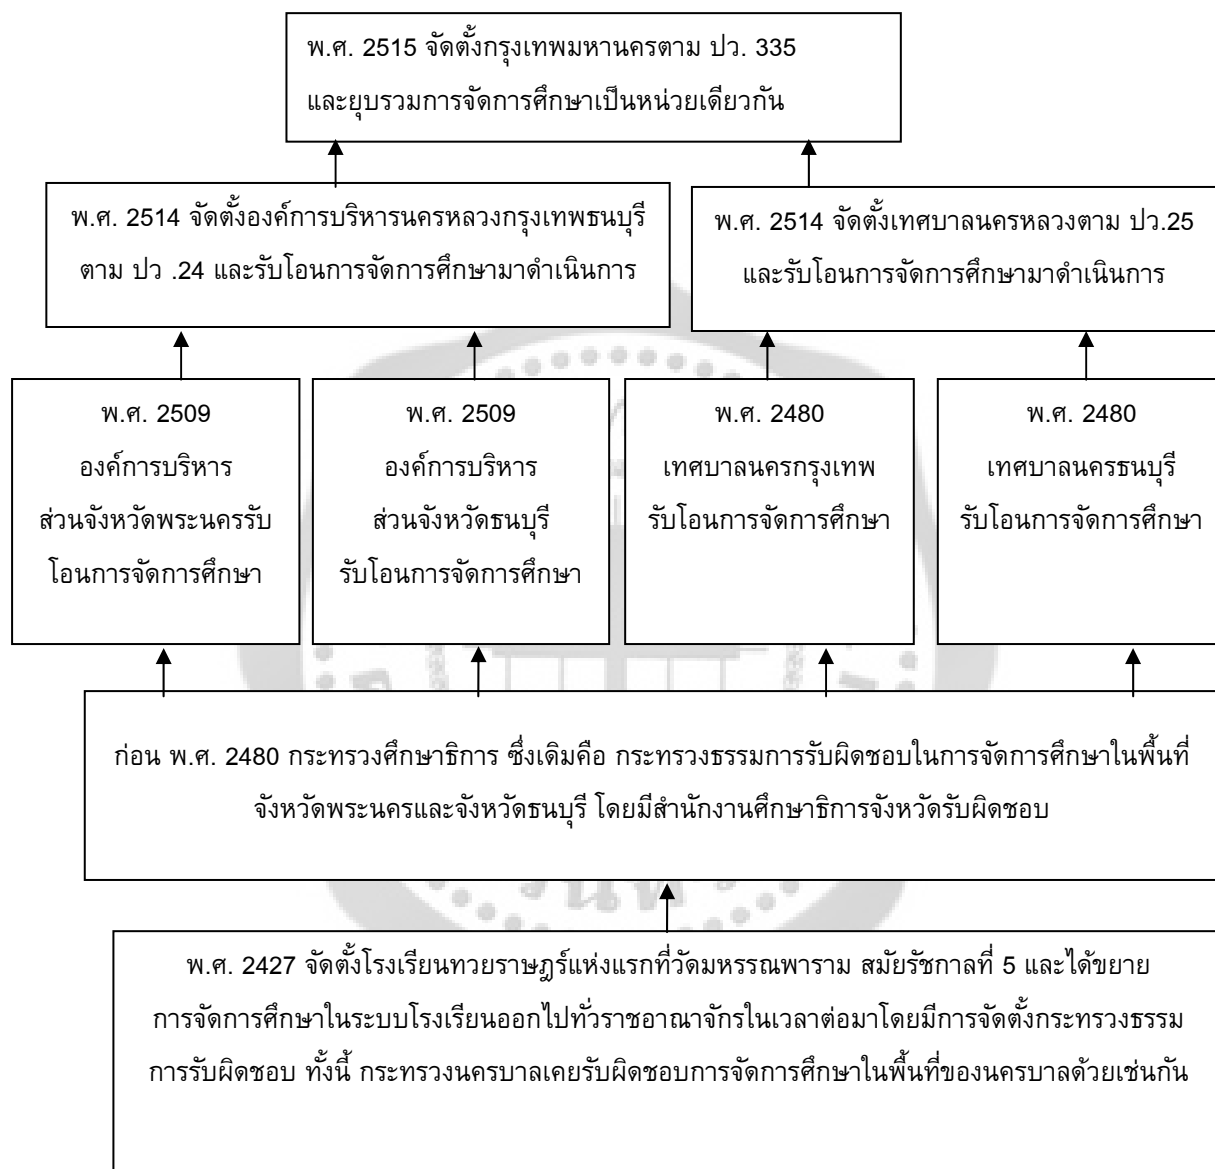 พ.ศ. 2515 จัดตั้งกรุงเทพมหานครตาม ปว. 335
และยุบรวมการจัดการศึกษาเป็นหน่วยเดียวกัน
พ.ศ. 2514 จัดตั้งองค์การบริหารนครหลวงกรุงเทพธนบุรี
ตาม ปว .24 และรับโอนการจัดการศึกษามาดำเนินการ
พ.ศ. 2514 จัดตั้งเทศบาลนครหลวงตาม ปว.25
และรับโอนการจัดการศึกษามาดำเนินการ
พ.ศ. 2509
องค์การบริหาร
ส่วนจังหวัดพระนครรับ
โอนการจัดการศึกษา
พ.ศ. 2509
องค์การบริหาร
ส่วนจังหวัดธนบุรี
รับโอนการจัดการศึกษา
พ.ศ. 2480
เทศบาลนครกรุงเทพ
รับโอนการจัดการศึกษา
พ.ศ. 2480
เทศบาลนครธนบุรี
รับโอนการจัดการศึกษา
ก่อน พ.ศ. 2480 กระทรวงศึกษาธิการ ซึ่งเดิมคือ กระทรวงธรรมการรับผิดชอบในการจัดการศึกษาในพื้นที่
จังหวัดพระนครและจังหวัดธนบุรี โดยมีสำนักงานศึกษาธิการจังหวัดรับผิดชอบ
พ.ศ. 2427 จัดตั้งโรงเรียนทวยราษฎร์แห่งแรกที่วัดมหรรณพาราม สมัยรัชกาลที่ 5 และได้ขยาย
การจัดการศึกษาในระบบโรงเรียนออกไปทั่วราชอาณาจักรในเวลาต่อมาโดยมีการจัดตั้งกระทรวงธรรม
การรับผิดชอบ ทั้งนี้ กระทรวงนครบาลเคยรับผิดชอบการจัดการศึกษาในพื้นที่ของนครบาลด้วยเช่นกัน